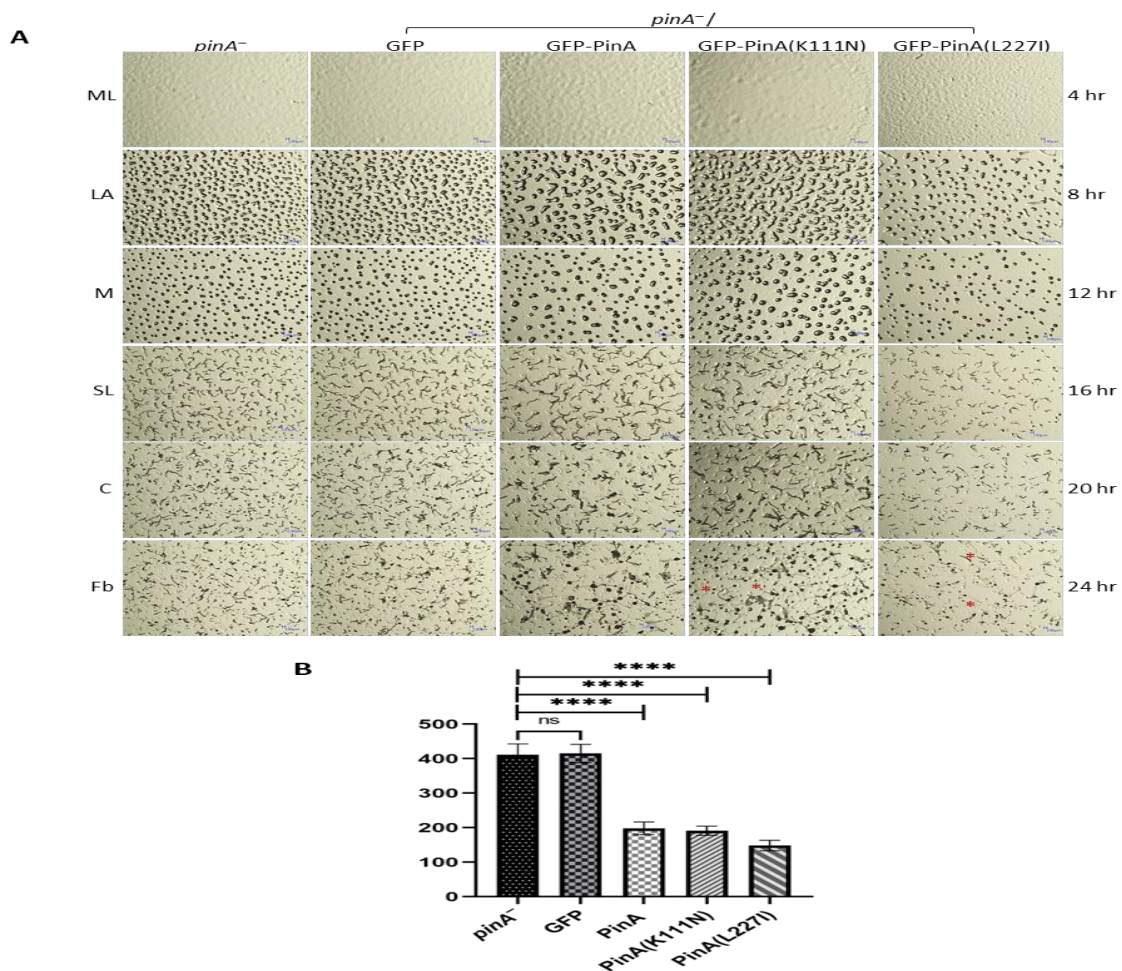 pinA⁻/
A
pinA⁻ GFP GFP-PinA GFP-PinA(K111N) GFP-PinA(L227I)
ML 4 hr
LA 8 hr
M 12 hr
SL 16 hr
C 20 hr
Fb * * * * 24 hr
B
****
****
****
ns
500
400
300
200
100
0
pinA⁻ GFP PinA PinA(K111N) PinA(L227I)